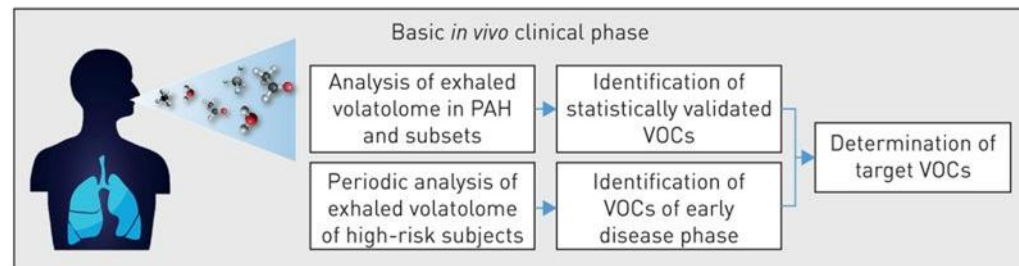 Basic in vivo clinical phase
Analysis of exhaled
volatolome in PAH
and subsets
Identification of
statistically validated
VOCs
Periodic analysis of
exhaled volatolome
of high-risk subjects
Identification of
VOCs of early
disease phase
Determination of
target VOCs